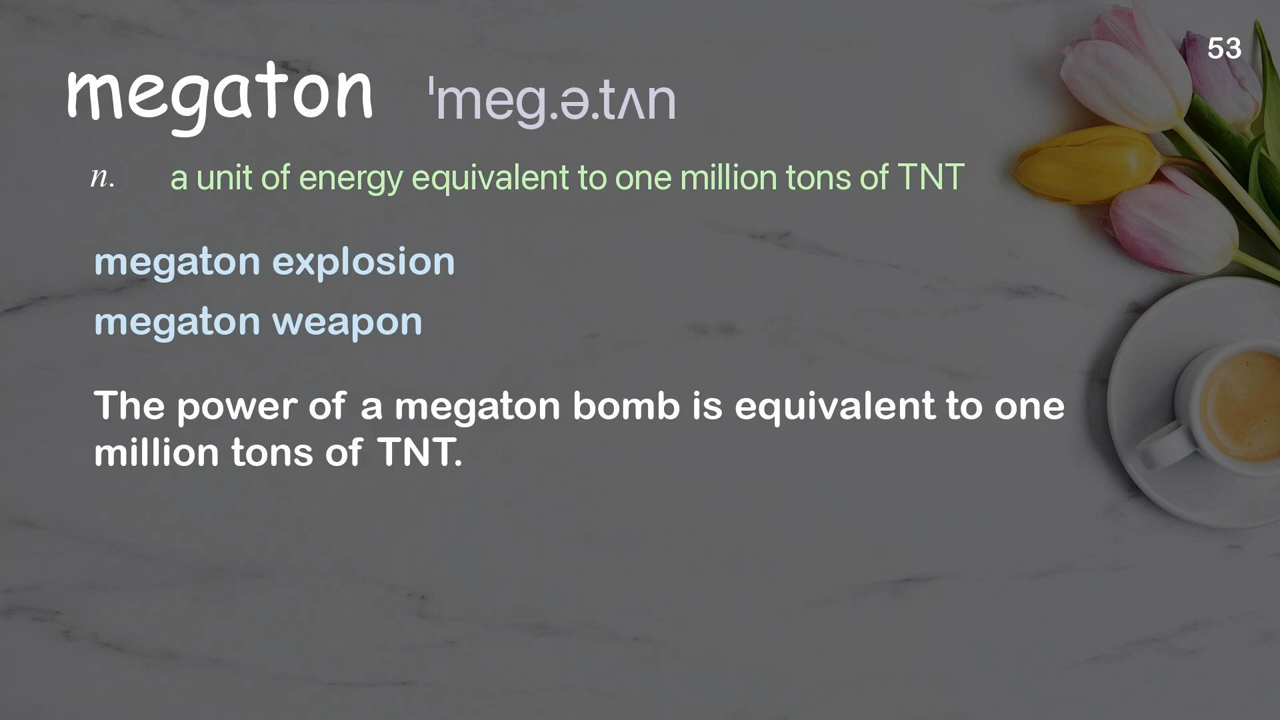 53
megaton ˈmeg.ə.tʌn
n. a unit of energy equivalent to one million tons of TNT
megaton explosion
megaton weapon
The power of a megaton bomb is equivalent to one
million tons of TNT.